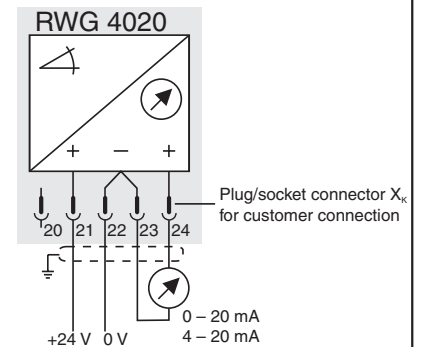 RWG 4020
+ — +
20 21 22 23 24
Plug/socket connector Xᴋ
for customer connection
0 – 20 mA
4 – 20 mA
+24 V 0 V